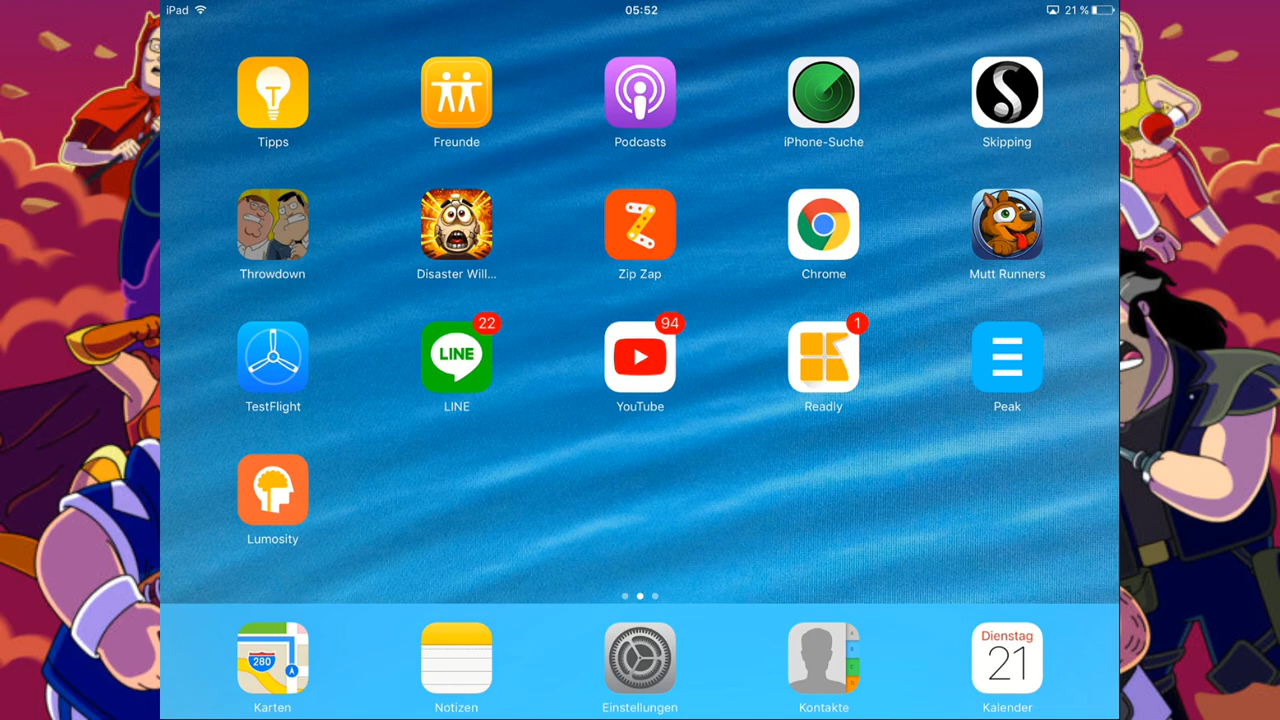 iPad 05:52 21 %
Tipps Freunde Podcasts iPhone-Suche Skipping
Throwdown Disaster Will... Zip Zap Chrome Mutt Runners
22 94 1
LINE
TestFlight LINE YouTube Readly Peak
Lumosity
Dienstag
280 21
Karten Notizen Einstellungen Kontakte Kalender